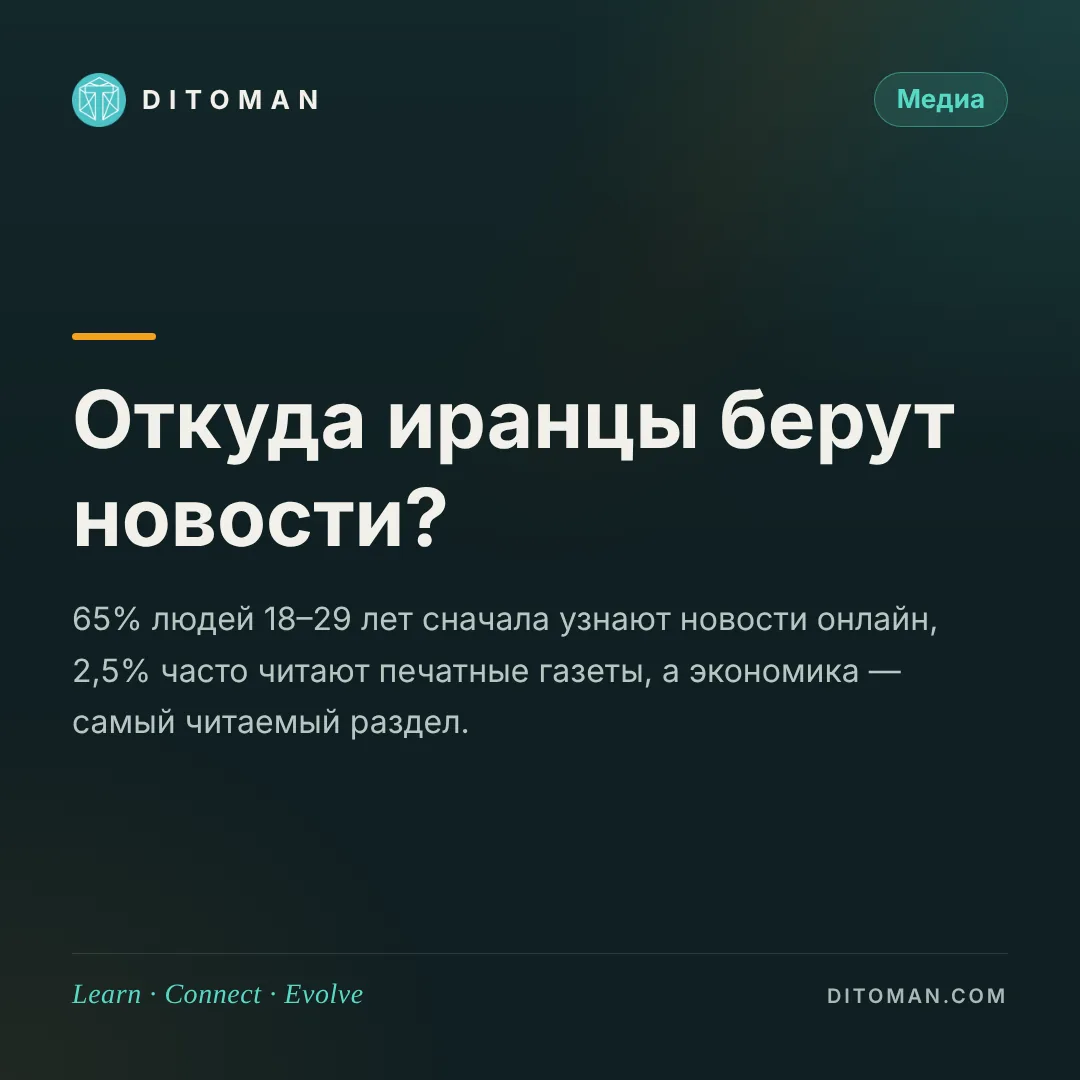 DITOMAN
Медиа
Откуда иранцы берут
новости?
65% людей 18–29 лет сначала узнают новости онлайн,
2,5% часто читают печатные газеты, а экономика —
самый читаемый раздел.
Learn · Connect · Evolve
DITOMAN.COM